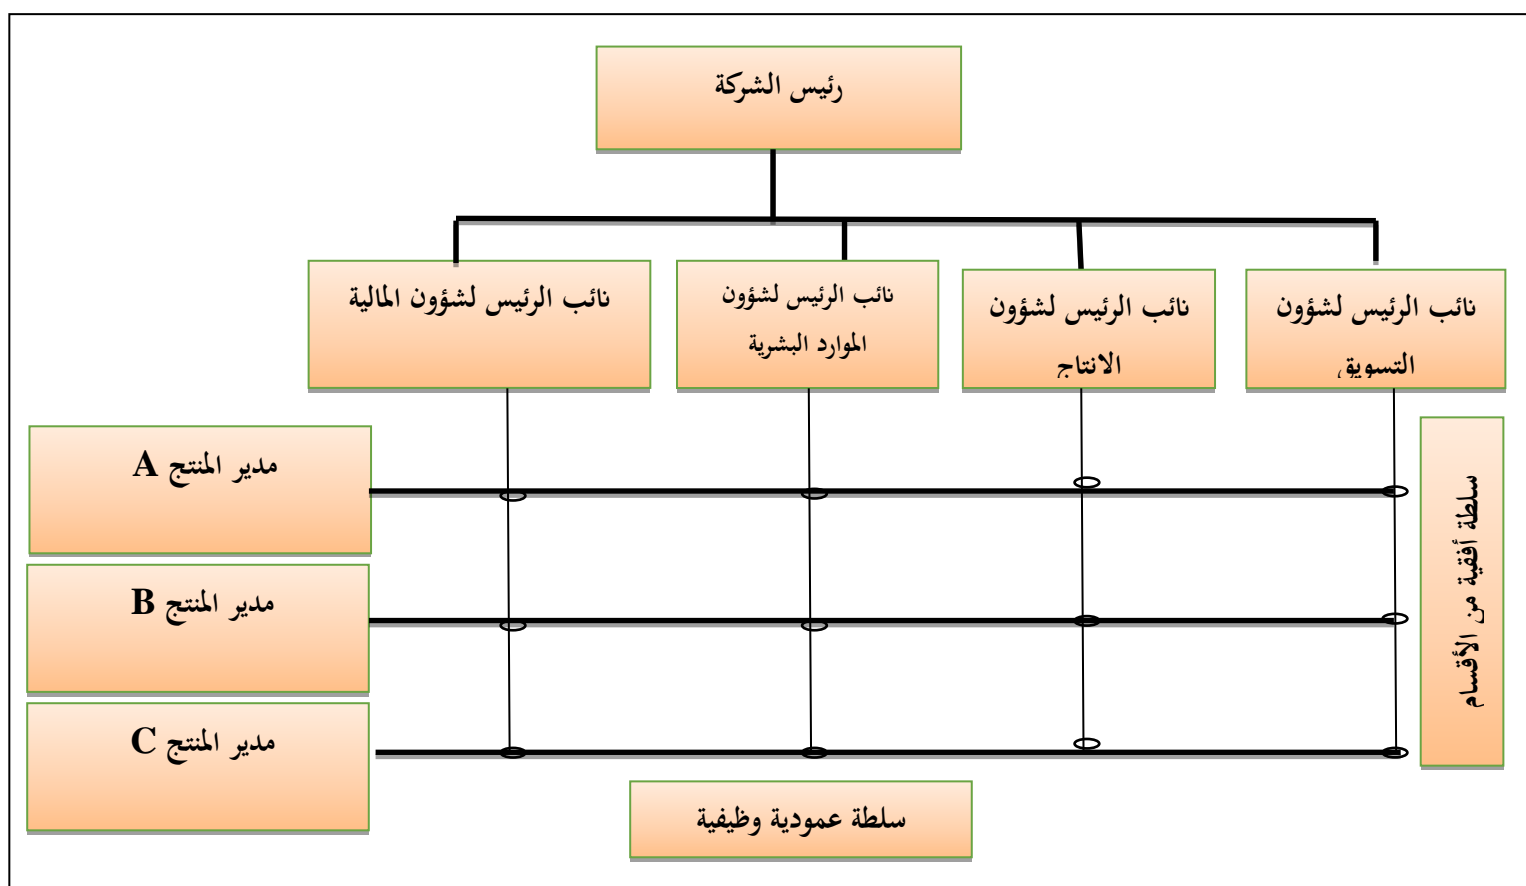 رئيس الشركة
نائب الرئيس لشؤون
التسويق
نائب الرئيس لشؤون
الانتاج
نائب الرئيس لشؤون
الموارد البشرية
نائب الرئيس لشؤون المالية
مدير المنتج A
مدير المنتج B
مدير المنتج C
سلطة أفقية من الأقسام
سلطة عمودية وظيفية